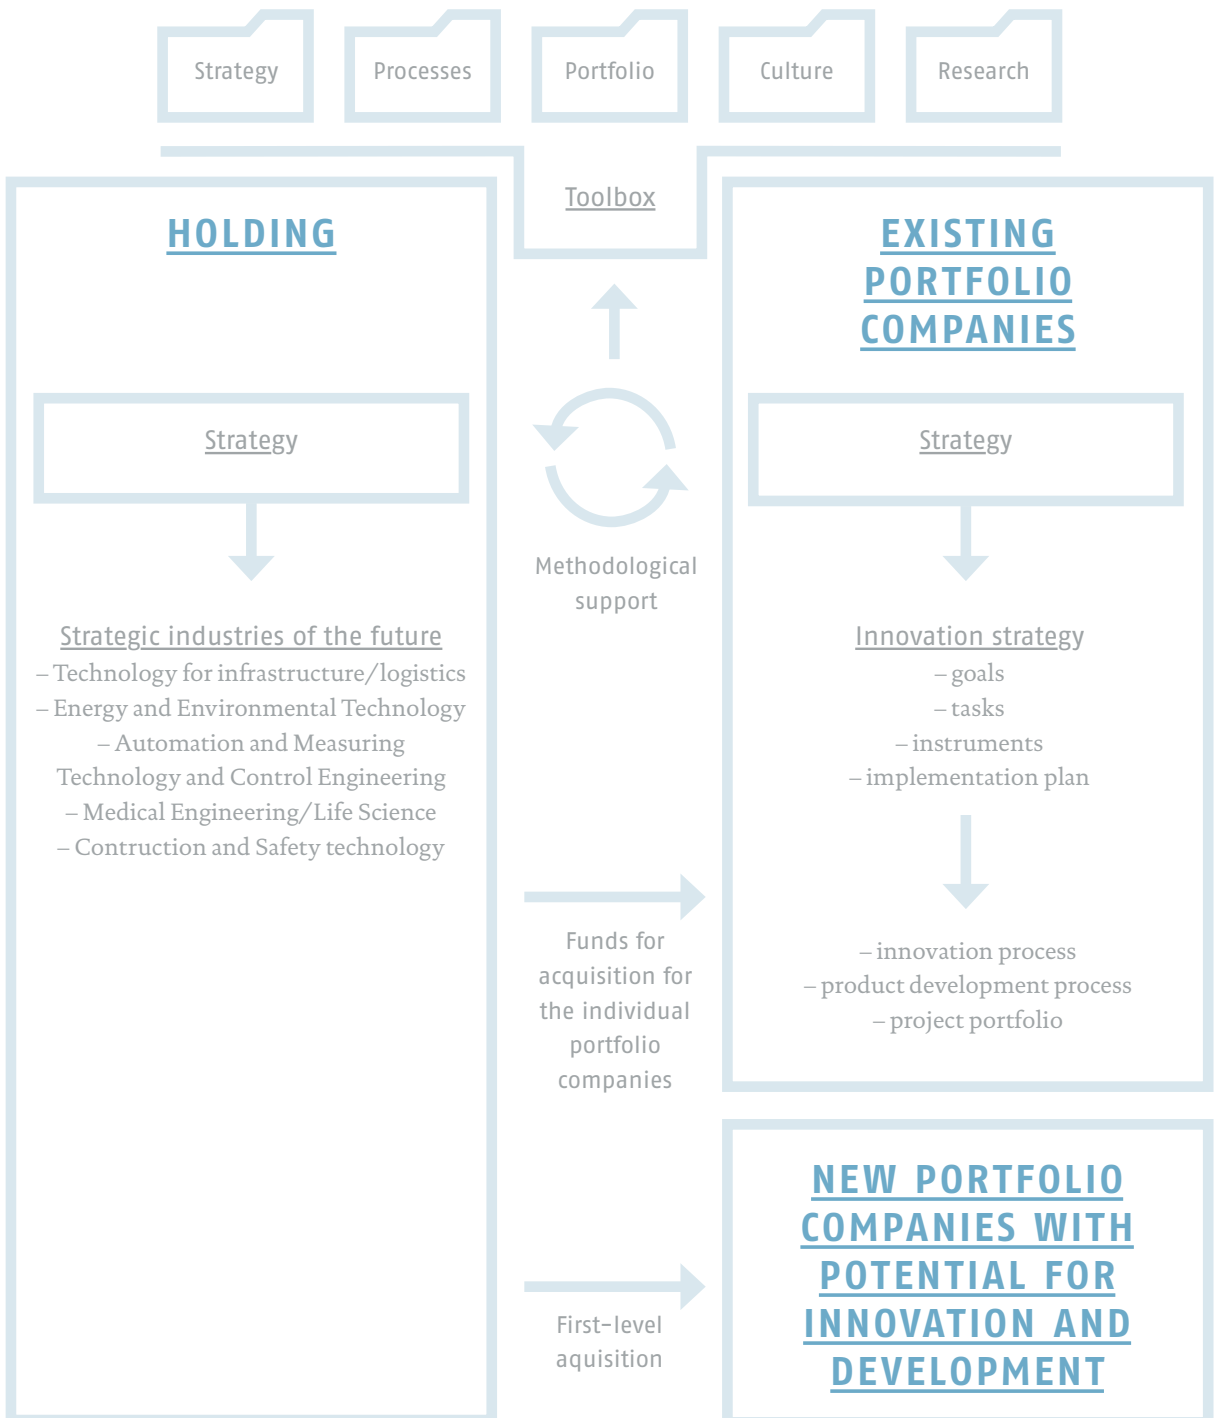 Strategy
Processes
Portfolio
Culture
Research
Toolbox
HOLDING
Strategy
Strategic industries of the future
– Technology for infrastructure/logistics
– Energy and Environmental Technology
– Automation and Measuring
Technology and Control Engineering
– Medical Engineering/Life Science
– Contruction and Safety technology
Methodological
support
Funds for
acquisition for
the individual
portfolio
companies
First-level
aquisition
EXISTING
PORTFOLIO
COMPANIES
Strategy
Innovation strategy
– goals
– tasks
– instruments
– implementation plan
– innovation process
– product development process
– project portfolio
NEW PORTFOLIO
COMPANIES WITH
POTENTIAL FOR
INNOVATION AND
DEVELOPMENT